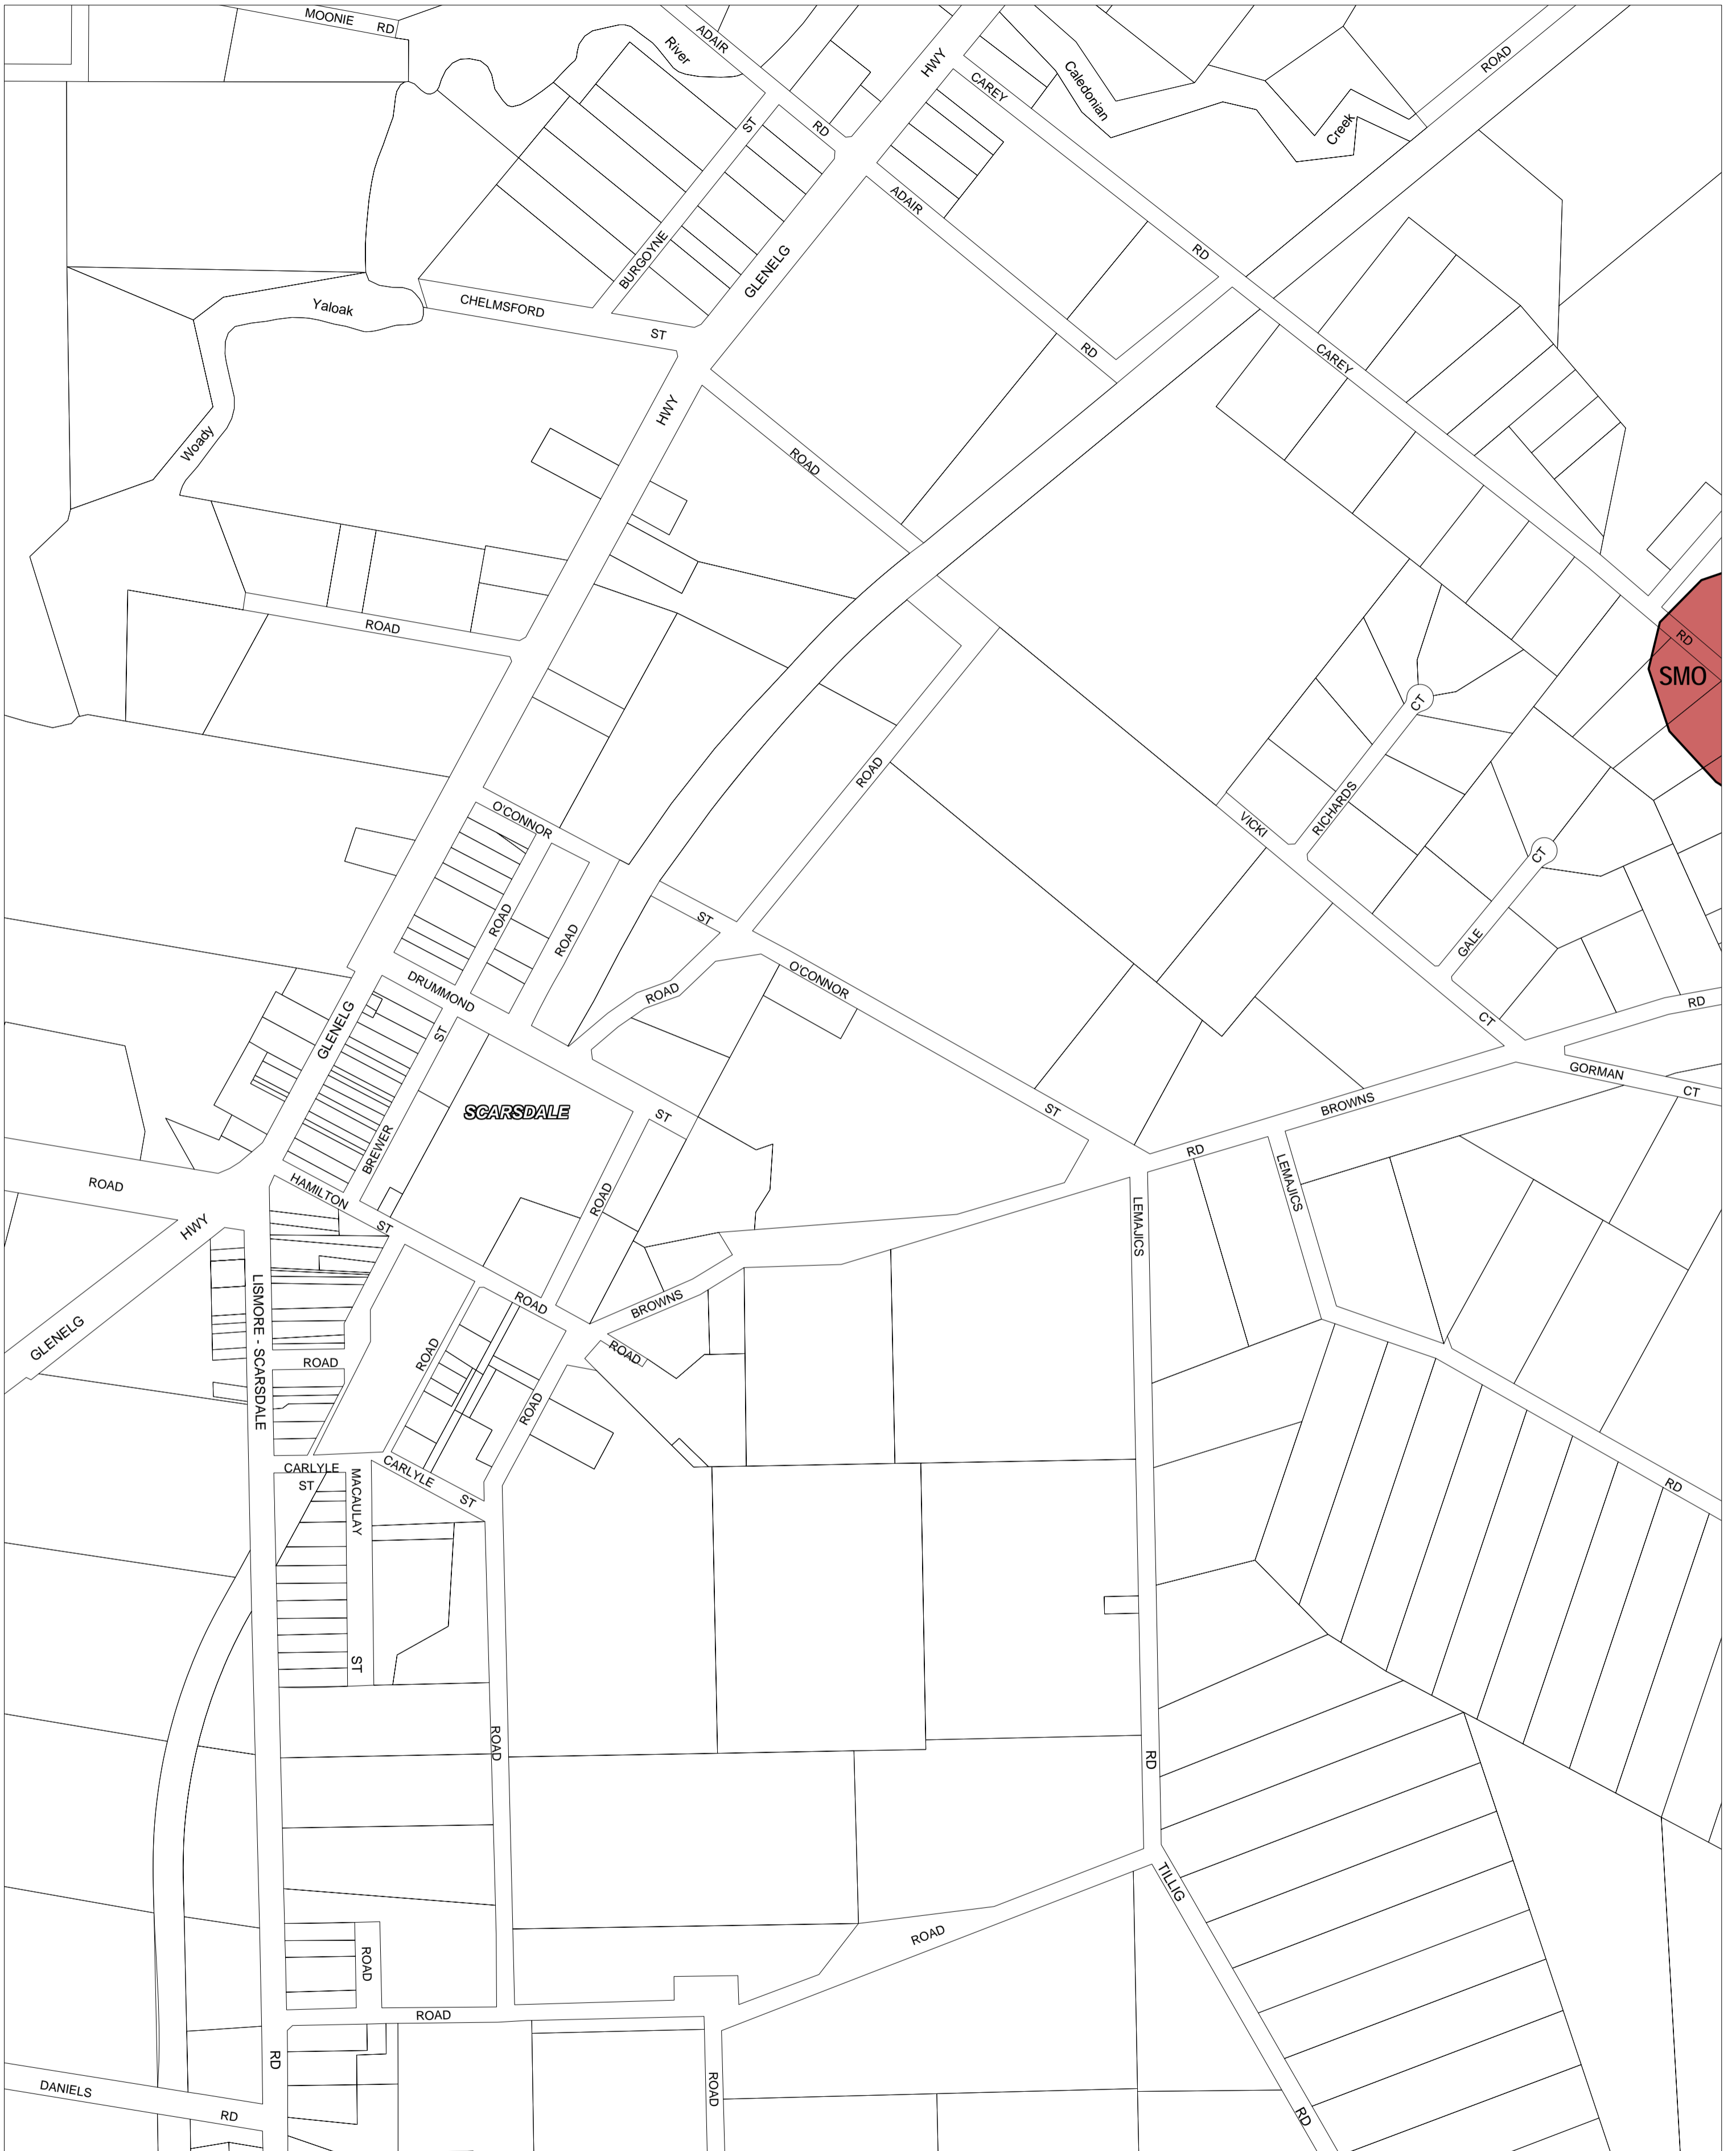 MOONIE
RD
River
ADAIR
HWY
ROAD
CAREY
Caledonian
ST
RD
Creek
ADAIR
BURGOYNE
RD
GLENELG
Yaloak
CHELMSFORD
ST
RD
CAREY
HWY
Woady
ROAD
ROAD
RD
SMO
CT
ROAD
RICHARDS
O'CONNOR
VICKI
CT
ROAD
ST
ROAD
GALE
O'CONNOR
DRUMMOND
ROAD
RD
GLENELG
ST
CT
GORMAN
CT
SCARSDALE
ST
ST
BROWNS
BREWER
RD
ROAD
HAMILTON
ROAD
LEMAJICS
HWY
ST
LEMAJICS
LISMORE - SCARSDALE
ROAD
BROWNS
GLENELG
ROAD
ROAD
ROAD
ROAD
CARLYLE
ST
MACAULAY
CARLYLE
ST
RD
ST
ROAD
RD
TILLIG
ROAD
ROAD
ROAD
RD
ROAD
DANIELS
RD
RD